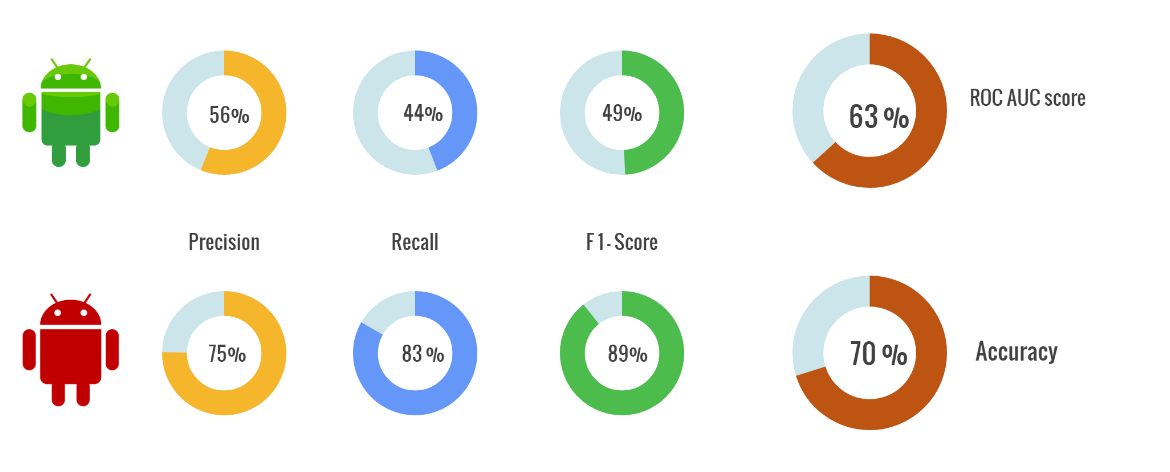 56%
44%
49%
63 %
ROC AUC score
Precision
Recall
F1-Score
75%
83 %
89%
70 %
Accuracy